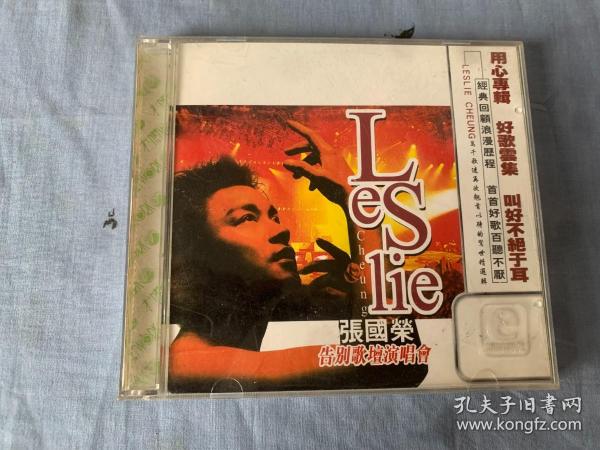 LeSlie
Cheung
張國榮
告别歌壇演唱會
用心專輯 好歌雲集 叫好不絕于耳
經典回顧浪漫歷程 首首好歌百聽不厭
LESLIE CHEUNG
e
孔夫子旧书网
www.kongfz.com